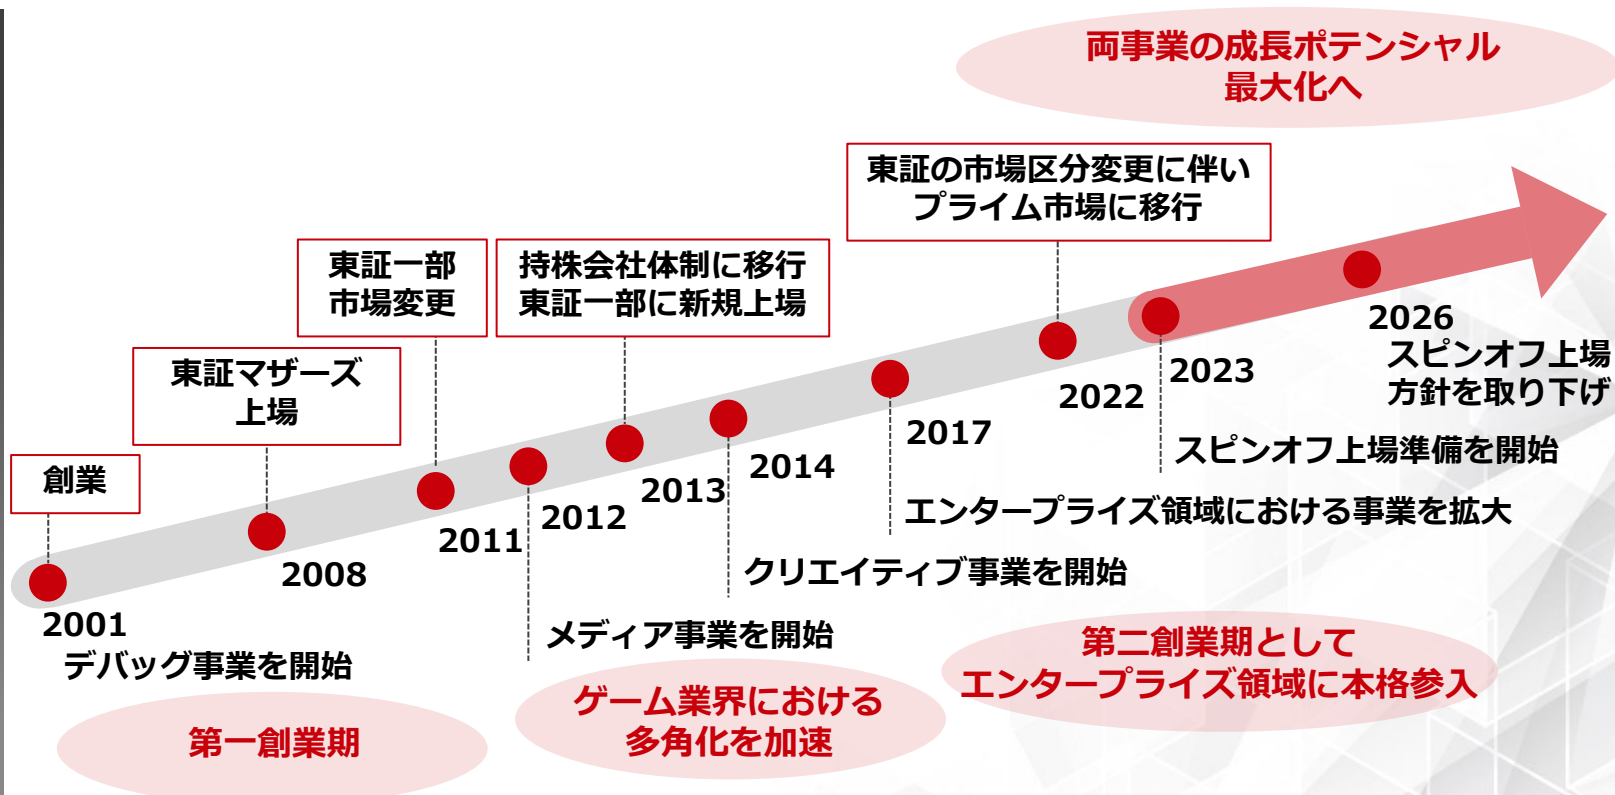 両事業の成長ポテンシャル
最大化へ
東証の市場区分変更に伴い
プライム市場に移行
東証一部
市場変更
持株会社体制に移行
東証一部に新規上場
東証マザーズ
上場
創業
2001
デバッグ事業を開始
2008
2011
2012
メディア事業を開始
2013
2014
クリエイティブ事業を開始
2017
エンタープライズ領域における事業を拡大
2022
2023
スピンオフ上場準備を開始
2026
スピンオフ上場
方針を取り下げ
第一創業期
ゲーム業界における
多角化を加速
第二創業期として
エンタープライズ領域に本格参入